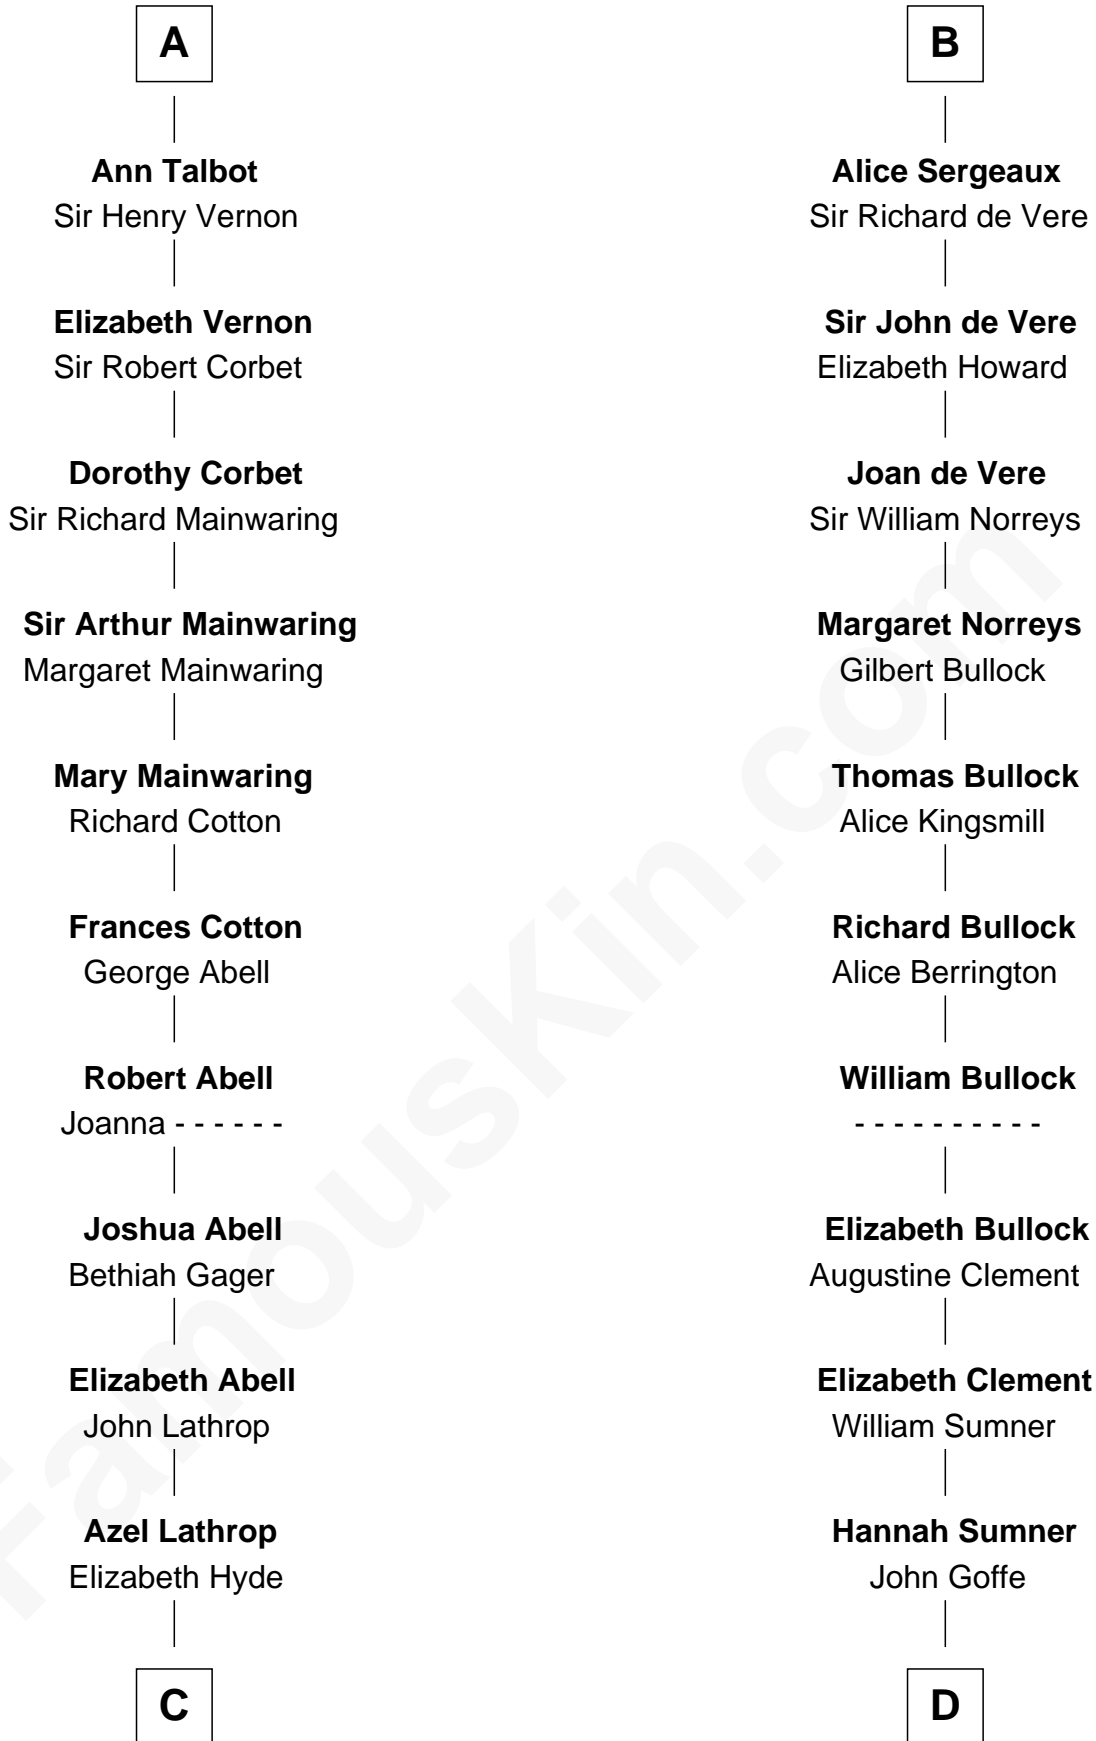 A
Ann Talbot
Sir Henry Vernon
Elizabeth Vernon
Sir Robert Corbet
Dorothy Corbet
Sir Richard Mainwaring
Sir Arthur Mainwaring
Margaret Mainwaring
Mary Mainwaring
Richard Cotton
Frances Cotton
George Abell
Robert Abell
Joanna - - - - - -
Joshua Abell
Bethiah Gager
Elizabeth Abell
John Lathrop
Azel Lathrop
Elizabeth Hyde
C
B
Alice Sergeaux
Sir Richard de Vere
Sir John de Vere
Elizabeth Howard
Joan de Vere
Sir William Norreys
Margaret Norreys
Gilbert Bullock
Thomas Bullock
Alice Kingsmill
Richard Bullock
Alice Berrington
William Bullock
- - - - - - - - - -
Elizabeth Bullock
Augustine Clement
Elizabeth Clement
William Sumner
Hannah Sumner
John Goffe
D
FamousKin.com